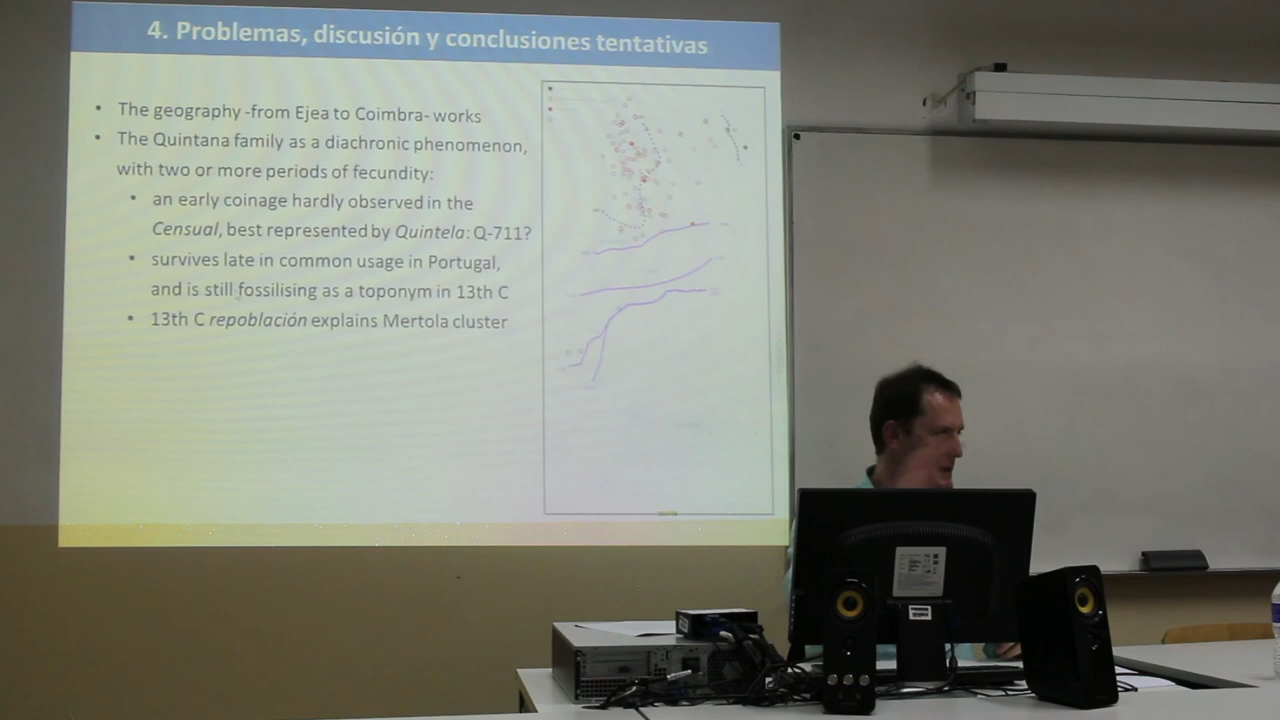 4. Problemas, discusión y conclusiones tentativas
• The geography -from Ejea to Coimbra- works
• The Quintana family as a diachronic phenomenon,
with two or more periods of fecundity:
• an early coinage hardly observed in the
Censual, best represented by Quintela: Q-711?
• survives late in common usage in Portugal,
and is still fossilising as a toponym in 13th C
• 13th C repoblación explains Mertola cluster